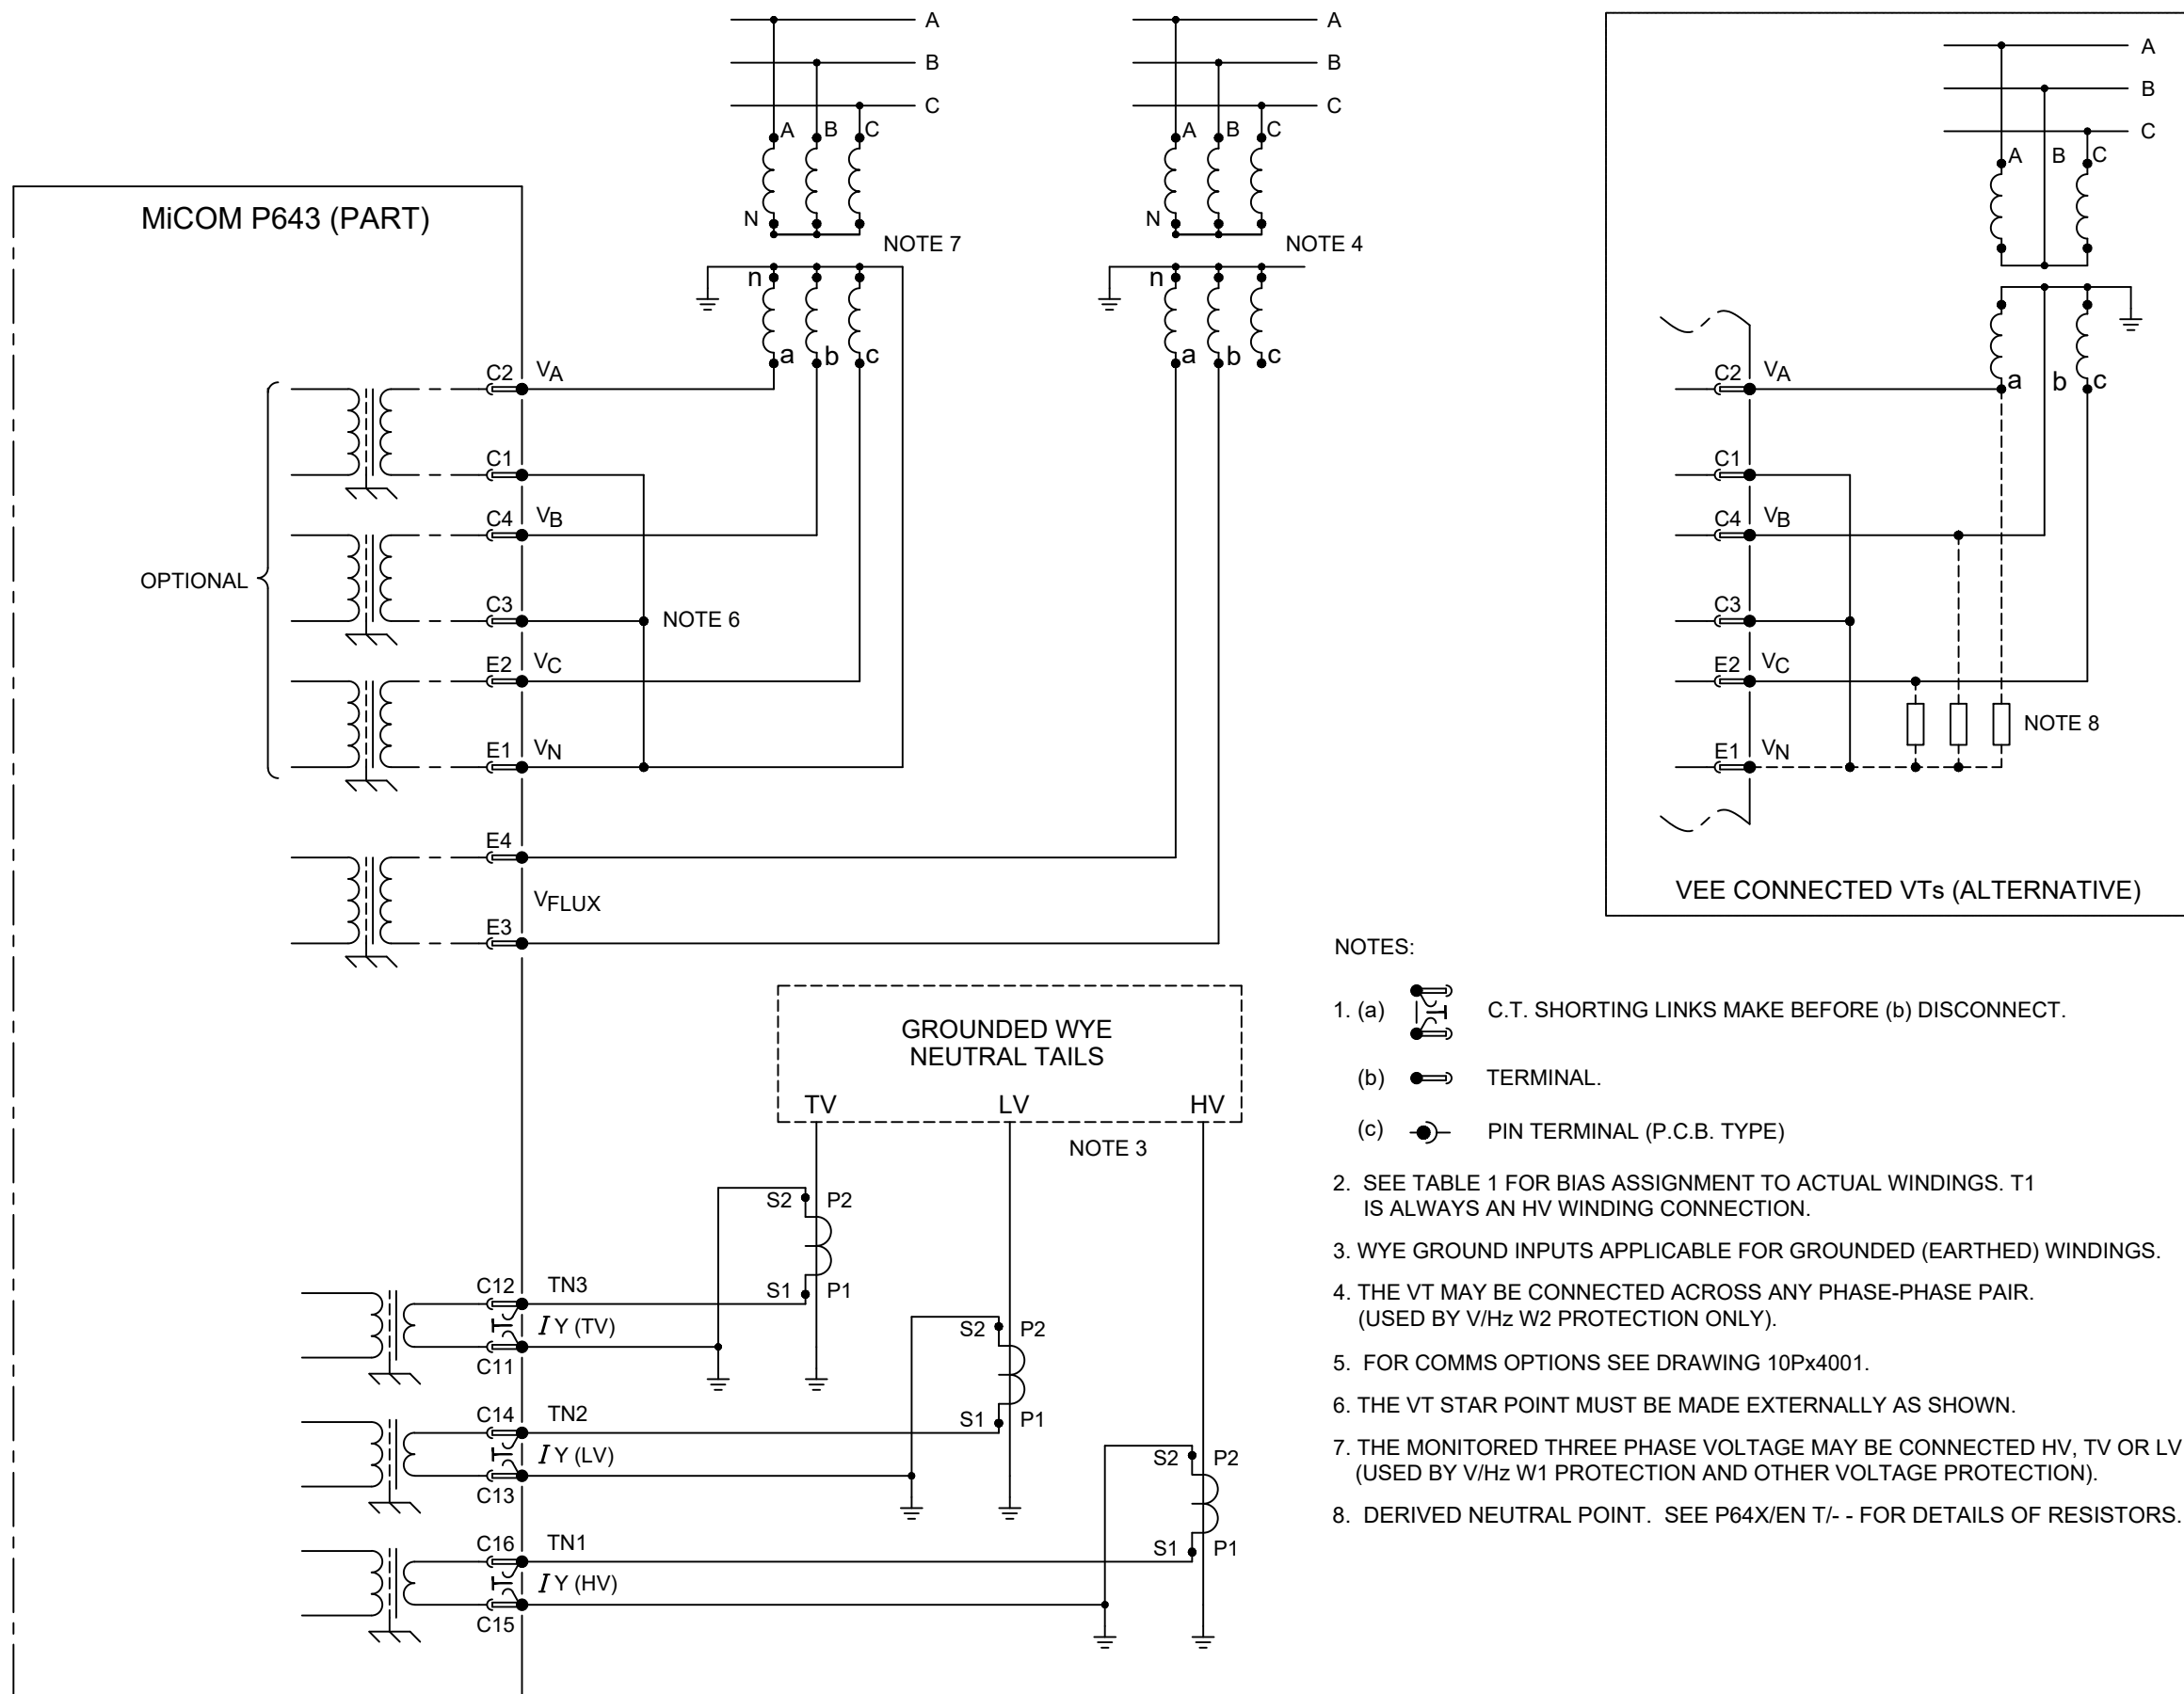 A
B
C
A B C
N
NOTE 7
n
a b c
A
B
C
A B C
N
NOTE 4
n
a b c
MiCOM P643 (PART)
OPTIONAL
C2 VA
C1
C4 VB
C3
NOTE 6
E2 VC
E1 VN
E4
VFLUX
E3
A
B
C
A B C
a b c
C2 VA
C1
C4 VB
C3
E2 VC
NOTE 8
E1 VN
VEE CONNECTED VTs (ALTERNATIVE)
GROUNDED WYE
NEUTRAL TAILS
TV LV HV
NOTE 3
S2 P2
S1 P1
C12 TN3
I Y (TV)
C11
S2 P2
S1 P1
C14 TN2
I Y (LV)
C13
S2 P2
S1 P1
C16 TN1
I Y (HV)
C15
NOTES:
1. (a) C.T. SHORTING LINKS MAKE BEFORE (b) DISCONNECT.
(b) TERMINAL.
(c) PIN TERMINAL (P.C.B. TYPE)
2. SEE TABLE 1 FOR BIAS ASSIGNMENT TO ACTUAL WINDINGS. T1
IS ALWAYS AN HV WINDING CONNECTION.
3. WYE GROUND INPUTS APPLICABLE FOR GROUNDED (EARTHED) WINDINGS.
4. THE VT MAY BE CONNECTED ACROSS ANY PHASE-PHASE PAIR.
(USED BY V/Hz W2 PROTECTION ONLY).
5. FOR COMMS OPTIONS SEE DRAWING 10Px4001.
6. THE VT STAR POINT MUST BE MADE EXTERNALLY AS SHOWN.
7. THE MONITORED THREE PHASE VOLTAGE MAY BE CONNECTED HV, TV OR LV
(USED BY V/Hz W1 PROTECTION AND OTHER VOLTAGE PROTECTION).
8. DERIVED NEUTRAL POINT. SEE P64X/EN T/- - FOR DETAILS OF RESISTORS.